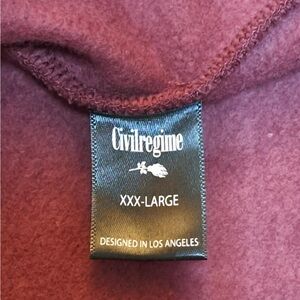 Civilregime
XXX-LARGE
DESIGNED IN LOS ANGELES